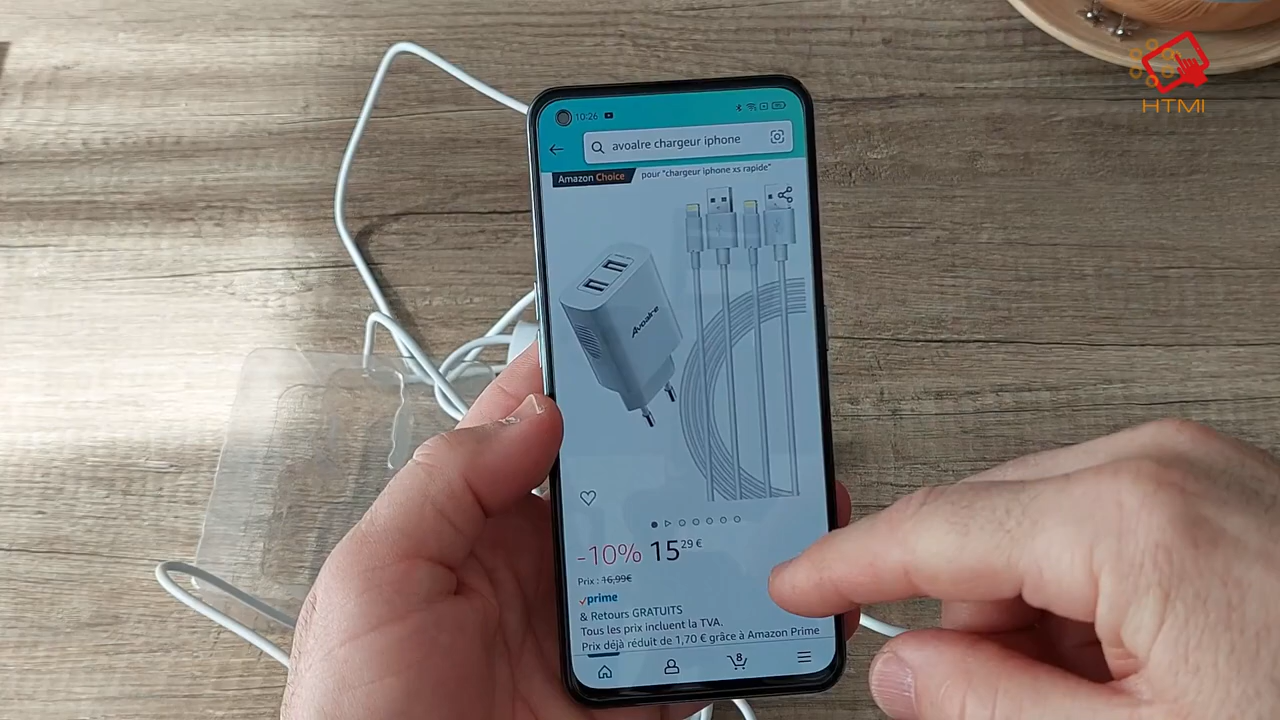 HTMI
10:26
avoalre chargeur iphone
Amazon Choice pour "chargeur iphone xs rapide"
Avoalre
-10% 15 29 €
Prix : 16,99€
prime
& Retours GRATUITS
Tous les prix incluent la TVA.
Prix déjà réduit de 1,70 € grâce à Amazon Prime
8